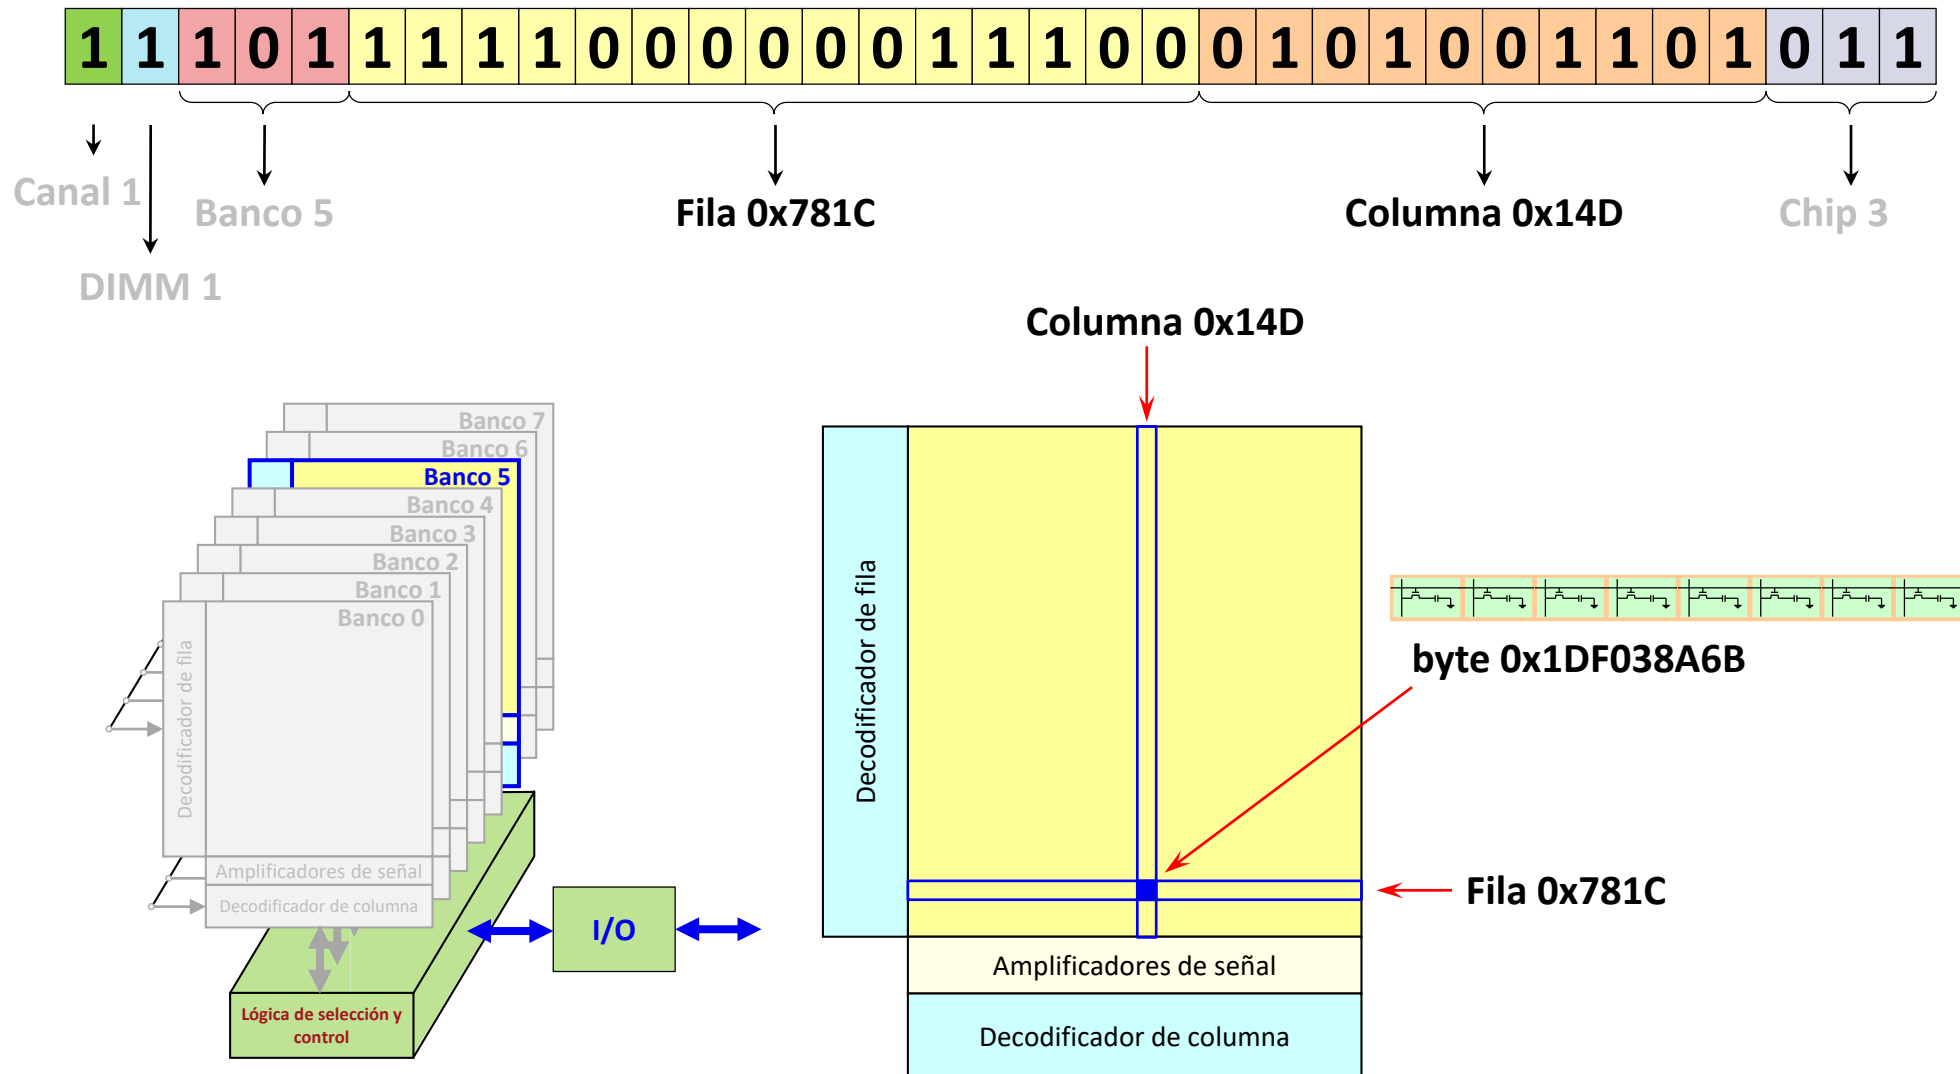 1 1 1 0 1 1 1 1 1 0 0 0 0 0 0 1 1 1 0 0 0 1 0 1 0 0 1 1 0 1 0 1 1
Canal 1
Banco 5
Fila 0x781C
Columna 0x14D
Chip 3
DIMM 1
Columna 0x14D
Banco 7
Banco 6
Banco 5
Banco 4
Banco 3
Banco 2
Banco 1
Banco 0
Decodificador de fila
Amplificadores de señal
Decodificador de columna
I/O
Lógica de selección y
control
Decodificador de fila
byte 0x1DF038A6B
Fila 0x781C
Amplificadores de señal
Decodificador de columna